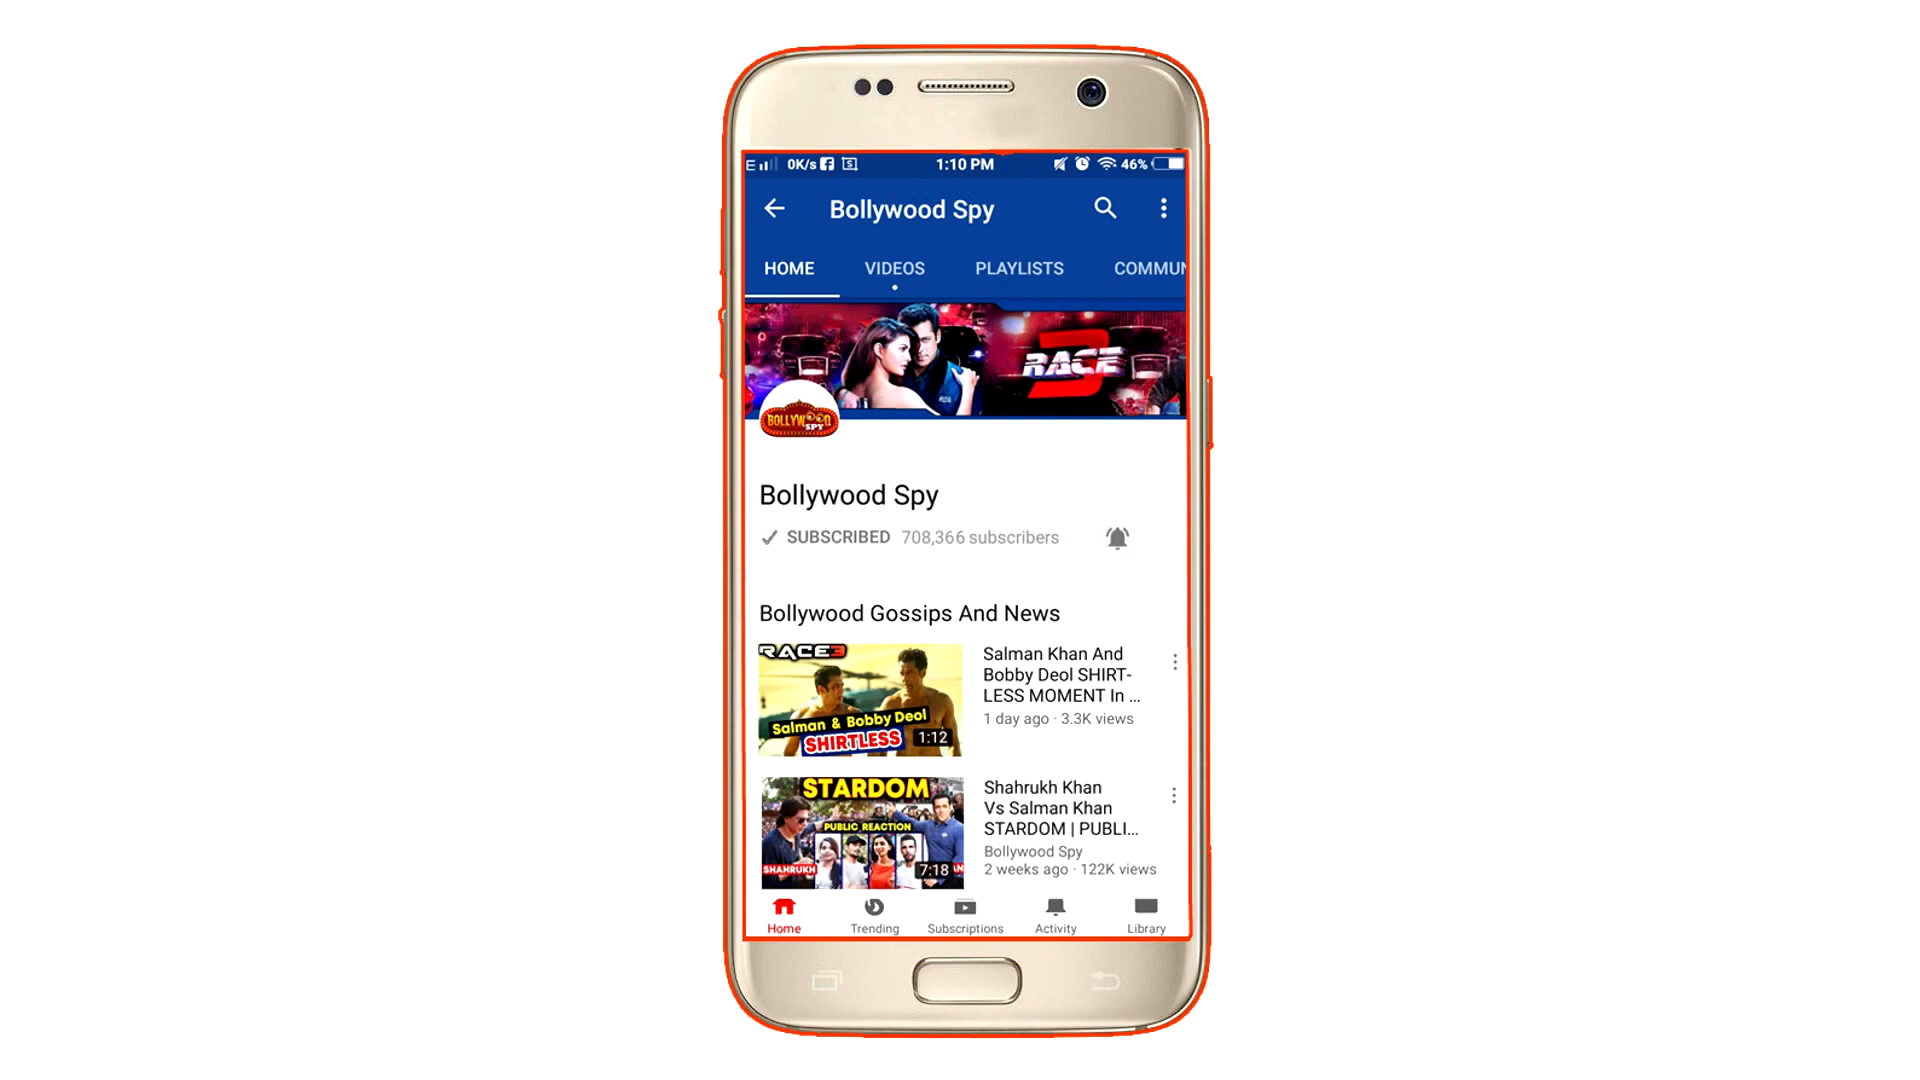 E 0K/s 1:10 PM 46%
Bollywood Spy
HOME VIDEOS PLAYLISTS COMMUN
RACE 3
BOLLYWOOD
SPY
Bollywood Spy
SUBSCRIBED 708,366 subscribers
Bollywood Gossips And News
RACE3
Salman & Bobby Deol
SHIRTLESS
1:12
Salman Khan And
Bobby Deol SHIRT-
LESS MOMENT In ...
1 day ago · 3.3K views
STARDOM
PUBLIC REACTION
SHAHRUKH
7:18
AN
Shahrukh Khan
Vs Salman Khan
STARDOM | PUBLI...
Bollywood Spy
2 weeks ago · 122K views
Home Trending Subscriptions Activity Library